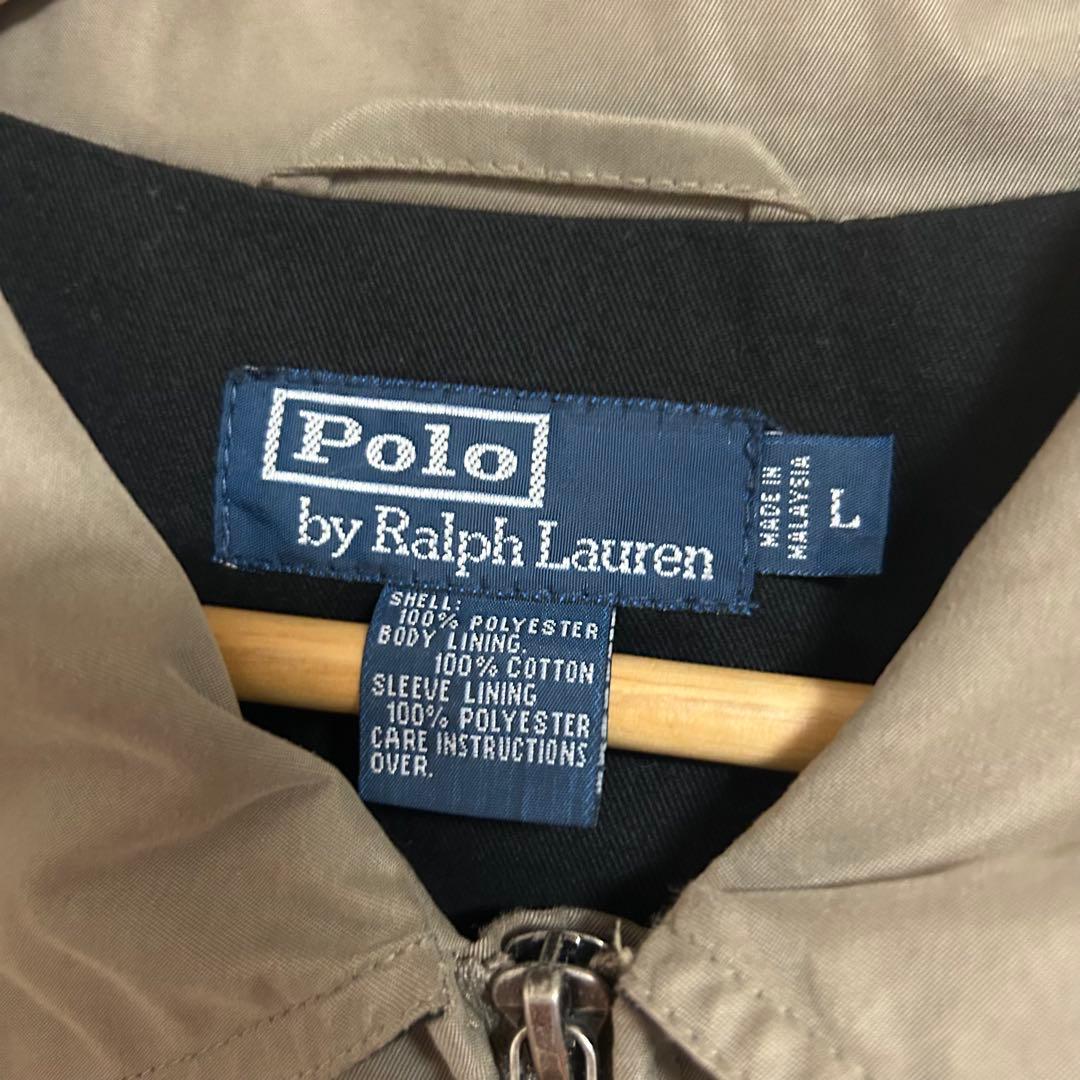 Polo
by Ralph Lauren
MADE IN
MALAYSIA
L
SHELL:
100% POLYESTER
BODY LINING.
100% COTTON
SLEEVE LINING
100% POLYESTER
CARE INSTRUCTIONS
OVER.